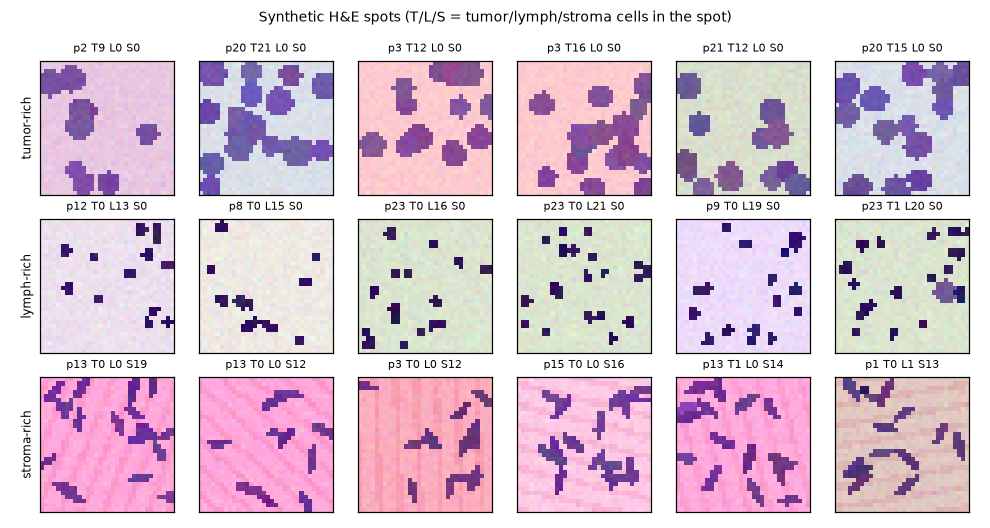 Synthetic H&E spots (T/L/S = tumor/lymph/stroma cells in the spot)
p2 T9 L0 S0
p20 T21 L0 S0
p3 T12 L0 S0
p3 T16 L0 S0
p21 T12 L0 S0
p20 T15 L0 S0
tumor-rich
p12 T0 L13 S0
p8 T0 L15 S0
p23 T0 L16 S0
p23 T0 L21 S0
p9 T0 L19 S0
p23 T1 L20 S0
lymph-rich
p13 T0 L0 S19
p13 T0 L0 S12
p3 T0 L0 S12
p15 T0 L0 S16
p13 T1 L0 S14
p1 T0 L1 S13
stroma-rich